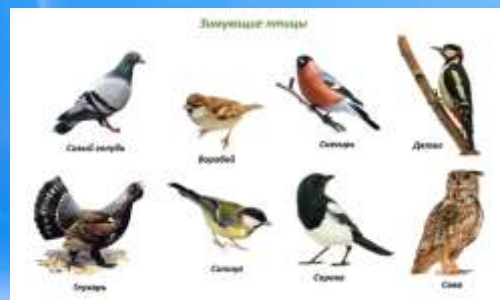 Зимующие птицы
Сизый голубь
Воробей
Снегирь
Дятел
Глухарь
Синица
Сорока
Сова